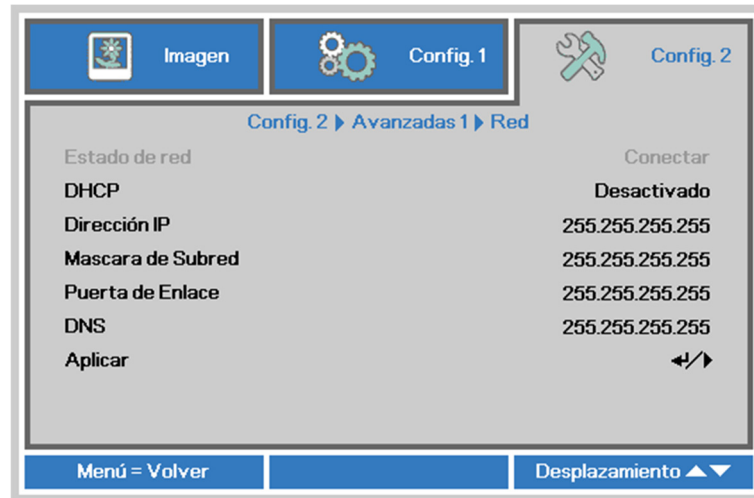 Imagen Config. 1 Config. 2
Config. 2 ▶ Avanzadas 1 ▶ Red
Estado de red Conectar
DHCP Desactivado
Dirección IP 255.255.255.255
Mascara de Subred 255.255.255.255
Puerta de Enlace 255.255.255.255
DNS 255.255.255.255
Aplicar ↵/▶
Menú = Volver Desplazamiento ▲▼